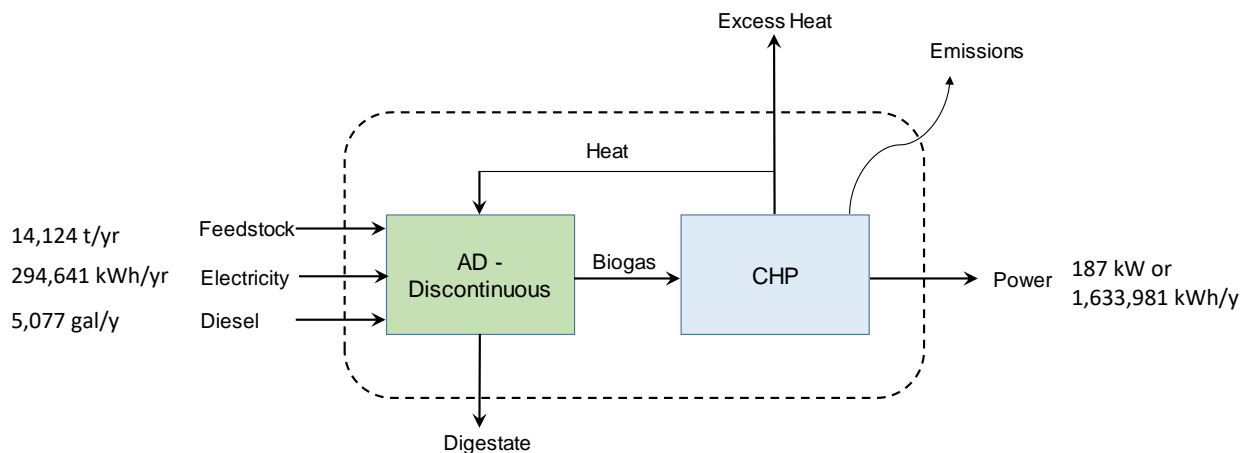 Excess Heat
Emissions
Heat
14,124 t/yr
Feedstock
294,641 kWh/yr
Electricity
5,077 gal/y
Diesel
AD -
Discontinuous
Biogas
CHP
Power
187 kW or
1,633,981 kWh/y
Digestate